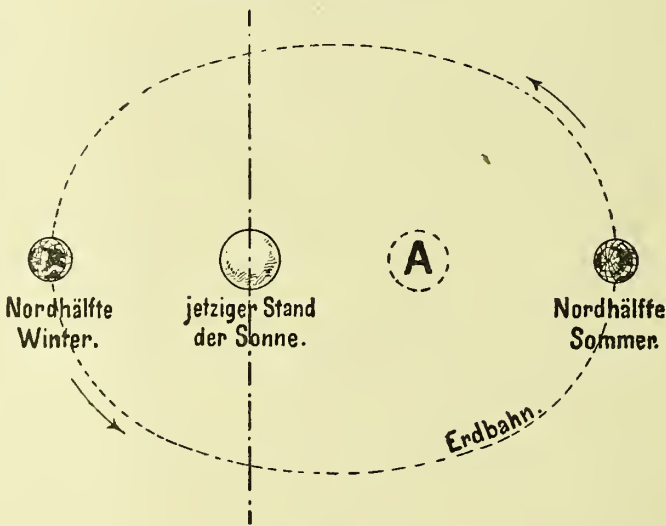 A
Nordhälfte
Winter.
jetziger Stand
der Sonne.
Nordhälfte
Sommer.
Erdbahn.